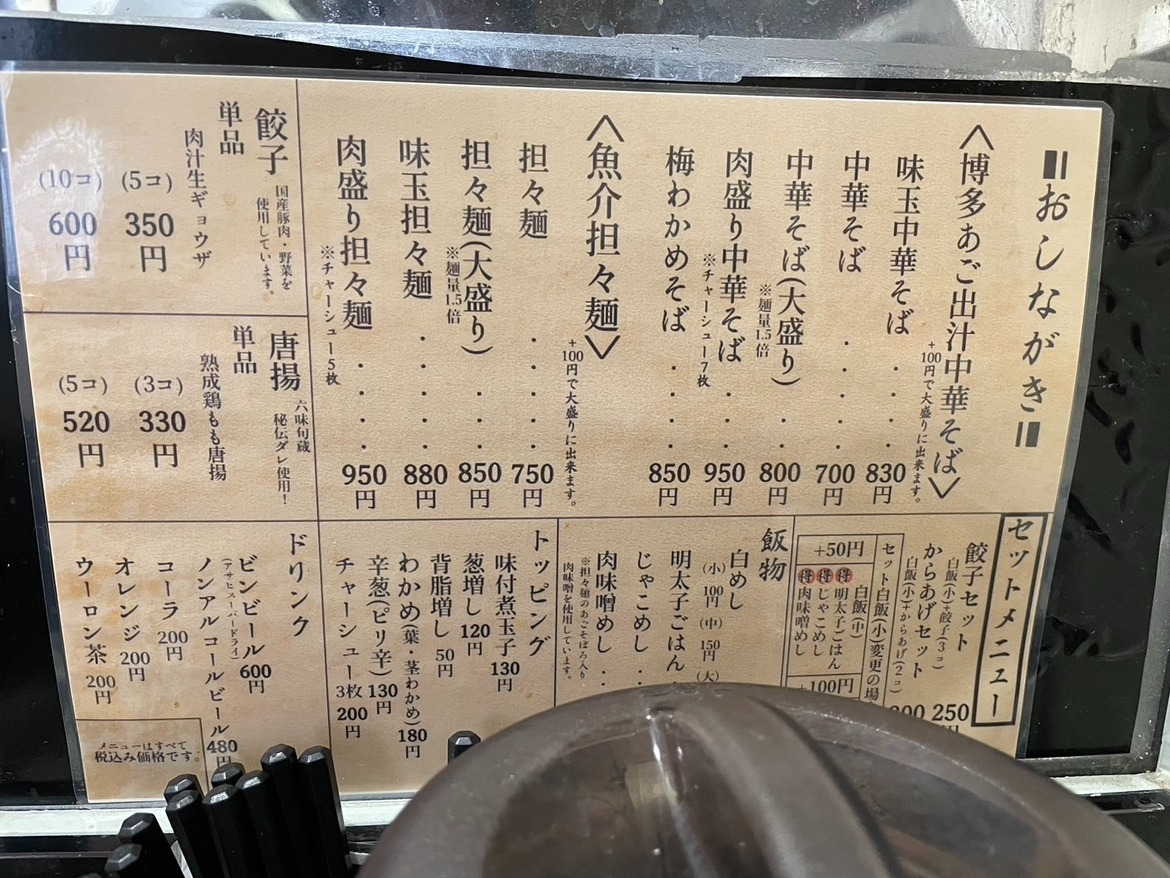 おしながき
<博多あご出汁中華そば>
+100円で大盛りに出来ます。
味玉中華そば 830円
中華そば・・・・700円
中華そば(大盛り) 800円
※麺量1.5倍
肉盛り中華そば・・950円
※チャーシュー7枚
梅わかめそば・・・850円
<魚介担々麺>
+100円で大盛りに出来ます。
担々麺・・・・・750円
担々麺(大盛り)・・・850円
※麺量1.5倍
味玉担々麺・・・・・880円
肉盛り担々麺・・・・950円
※チャーシュー5枚
餃子
国産豚肉・野菜を
使用しています。
単品
肉汁生ギョウザ
(5コ) 350円
(10コ) 600円
唐揚
六味旬蔵
秘伝ダレ使用!
単品
熟成鶏もも唐揚
(3コ) 330円
(5コ) 520円
セットメニュー
餃子セット
白飯(小)+餃子(3コ)
250
からあげセット
白飯(小)+からあげ(2コ)
セット白飯(小)変更の場
+50円
白飯(中)
得 明太子ごはん
得 じゃこめし
得 肉味噌めし
+100円
飯物
白めし
(小)100円 (中)150円 (大)
明太子ごはん・
じゃこめし・・
肉味噌めし・・
※担々麺のあごそぼろ入り
肉味噌を使用しています。
トッピング
味付煮玉子 130円
葱増し 120円
背脂増し 50円
わかめ(葉・茎わかめ) 180円
辛葱(ピリ辛) 130円
チャーシュー 3枚 200円
ドリンク
ビンビール 600円
(アサヒスーパードライ)
ノンアルコールビール 480円
コーラ 200円
オレンジ 200円
ウーロン茶 200円
メニューはすべて
税込み価格です。